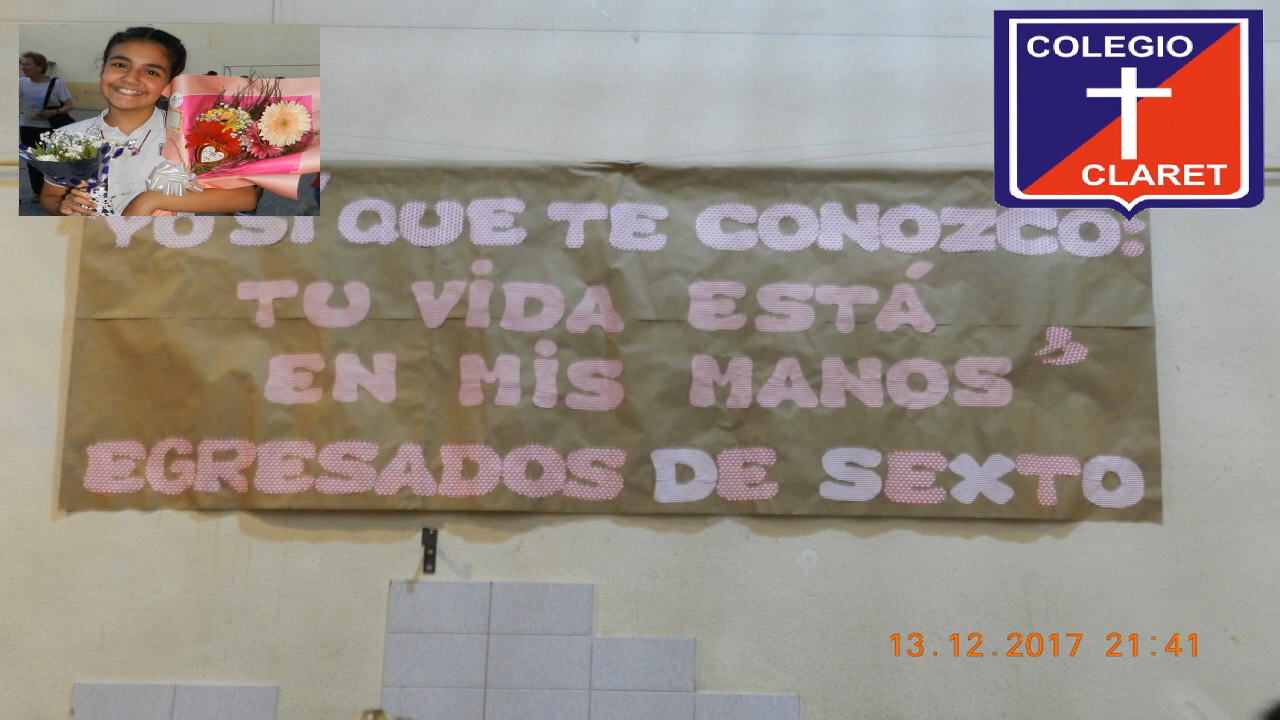 COLEGIO
CLARET
YO SÍ QUE TE CONOZCO:
TU VIDA ESTÁ
EN MIS MANOS
EGRESADOS DE SEXTO
13.12.2017 21:41